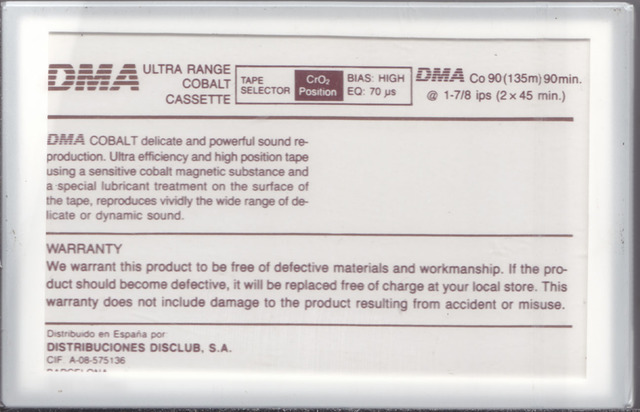 DMA ULTRA RANGE COBALT CASSETTE
TAPE SELECTOR CrO₂ Position BIAS: HIGH EQ: 70 µs
DMA Co 90 (135m) 90min.
@ 1-7/8 ips (2 x 45 min.)
DMA COBALT delicate and powerful sound re-
production. Ultra efficiency and high position tape
using a sensitive cobalt magnetic substance and
a special lubricant treatment on the surface of
the tape, reproduces vividly the wide range of de-
licate or dynamic sound.
WARRANTY
We warrant this product to be free of defective materials and workmanship. If the pro-
duct should become defective, it will be replaced free of charge at your local store. This
warranty does not include damage to the product resulting from accident or misuse.
Distribuido en España por
DISTRIBUCIONES DISCLUB, S.A.
CIF A-08-575136